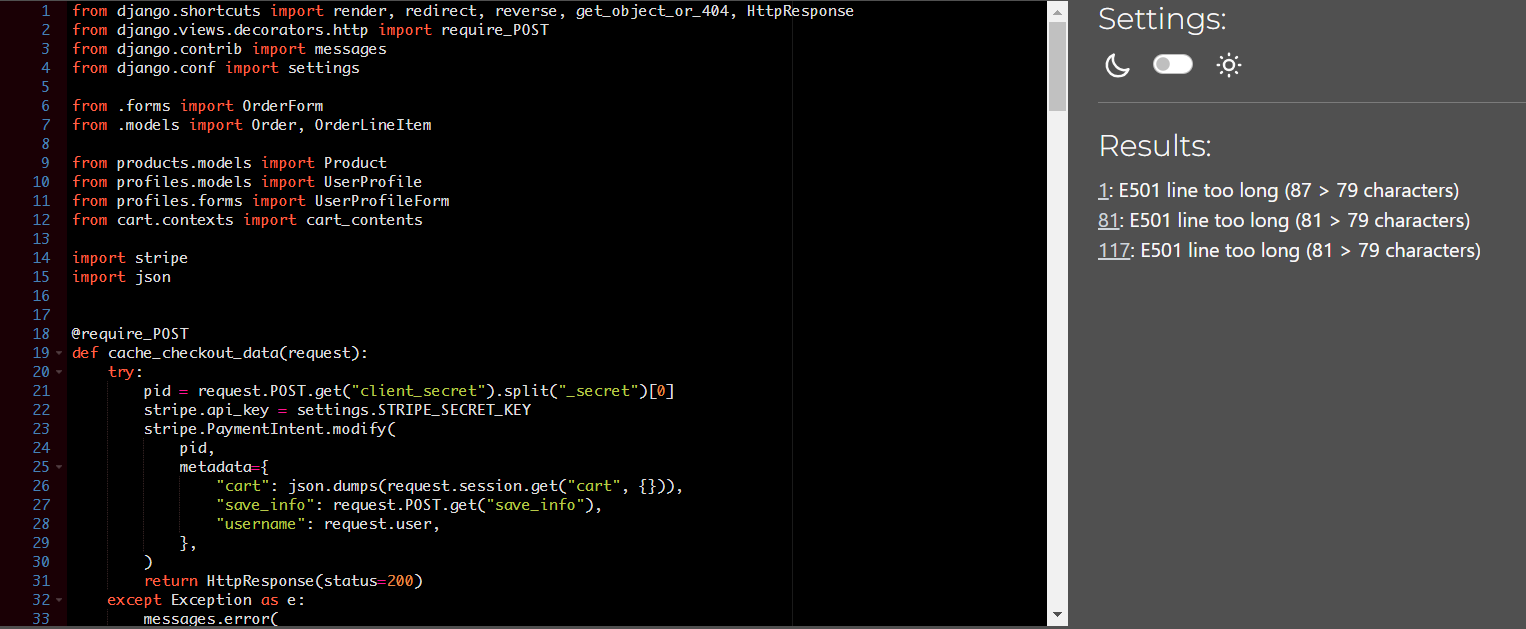 1 from django.shortcuts import render, redirect, reverse, get_object_or_404, HttpResponse
2 from django.views.decorators.http import require_POST
3 from django.contrib import messages
4 from django.conf import settings
5
6 from .forms import OrderForm
7 from .models import Order, OrderLineItem
8
9 from products.models import Product
10 from profiles.models import UserProfile
11 from profiles.forms import UserProfileForm
12 from cart.contexts import cart_contents
13
14 import stripe
15 import json
16
17
18 @require_POST
19 def cache_checkout_data(request):
20     try:
21         pid = request.POST.get("client_secret").split("_secret")[0]
22         stripe.api_key = settings.STRIPE_SECRET_KEY
23         stripe.PaymentIntent.modify(
24             pid,
25             metadata={
26                 "cart": json.dumps(request.session.get("cart", {})),
27                 "save_info": request.POST.get("save_info"),
28                 "username": request.user,
29             },
30         )
31         return HttpResponse(status=200)
32     except Exception as e:
33         messages.error(
Settings:
Results:
1: E501 line too long (87 > 79 characters)
81: E501 line too long (81 > 79 characters)
117: E501 line too long (81 > 79 characters)